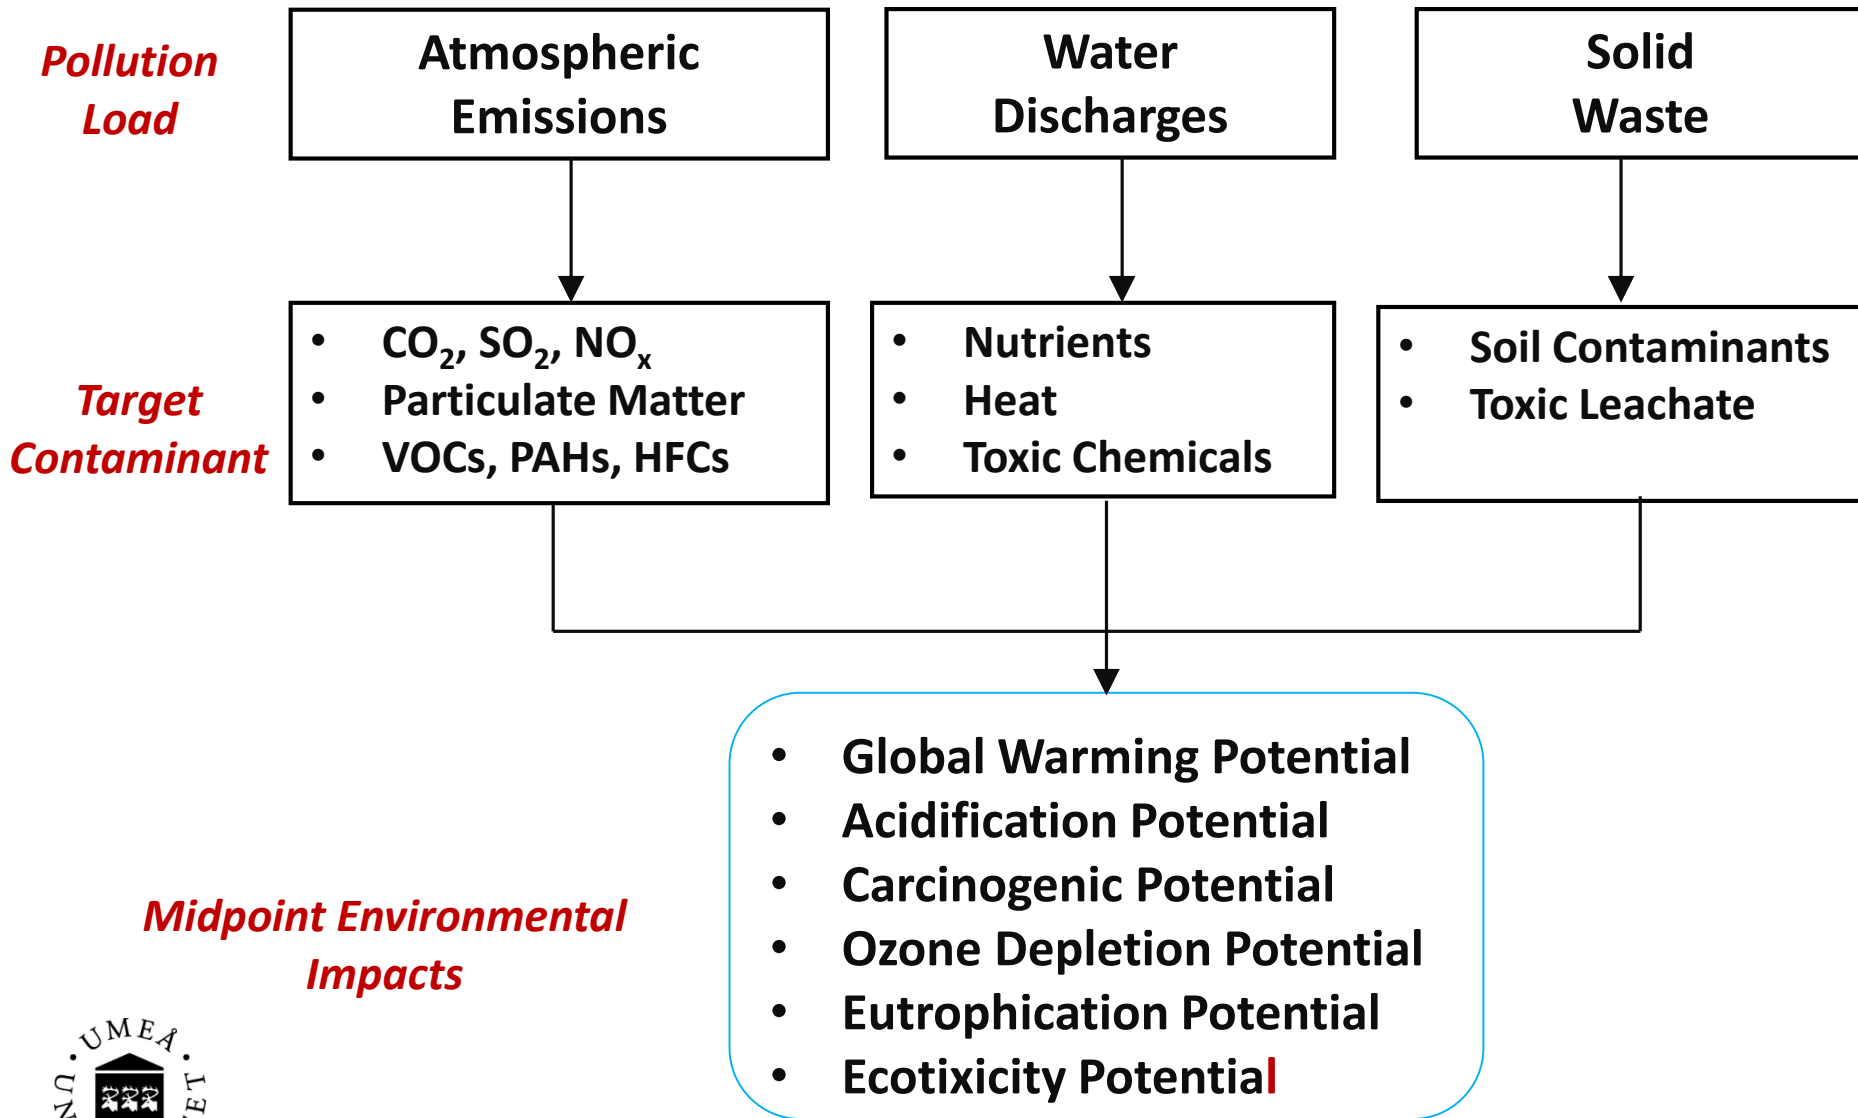 Pollution
Load
Atmospheric
Emissions
Water
Discharges
Solid
Waste
Target
Contaminant
• CO₂, SO₂, NOₓ
• Particulate Matter
• VOCs, PAHs, HFCs
• Nutrients
• Heat
• Toxic Chemicals
• Soil Contaminants
• Toxic Leachate
Midpoint Environmental
Impacts
• Global Warming Potential
• Acidification Potential
• Carcinogenic Potential
• Ozone Depletion Potential
• Eutrophication Potential
• Ecotixicity Potential
UMEÅ